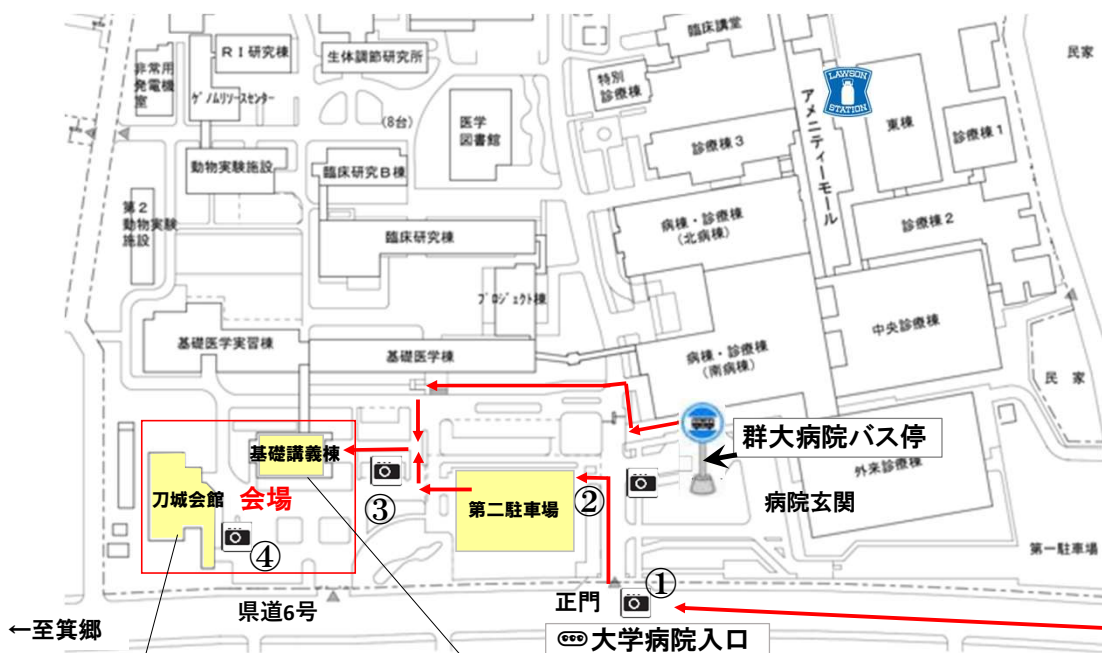 臨床講堂
民家
RI研究棟
生体調節研究所
非常用
発電機
室
ゲノムリソースセンター
特別
診療棟
LAWSON
STATION
アメニティーモール
東棟
診療棟1
(8台)
医学
図書館
診療棟3
動物実験施設
臨床研究B棟
第2
動物実験
施設
臨床研究棟
病棟・診療棟
(北病棟)
診療棟2
プロジェクト棟
基礎医学実習棟
基礎医学棟
病棟・診療棟
(南病棟)
中央診療棟
民家
群大病院バス停
基礎講義棟
外来診療棟
刀城会館
会場
③
第二駐車場
②
病院玄関
④
第一駐車場
①
県道6号
正門
←至箕郷
大学病院入口